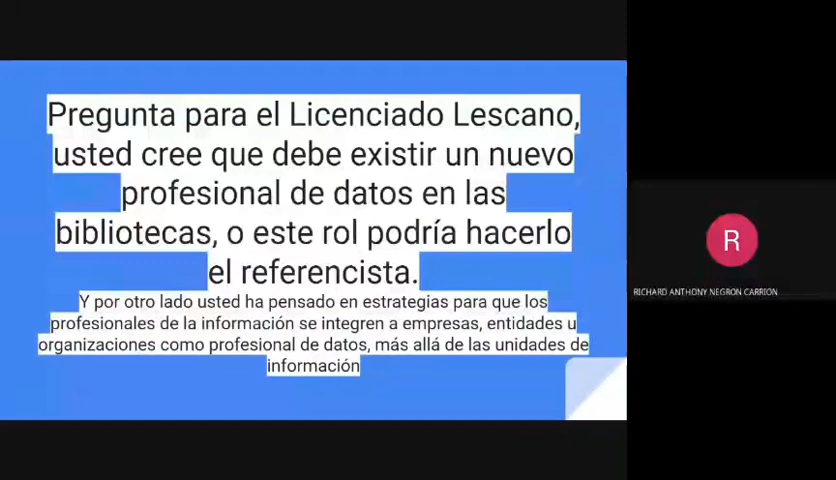 Pregunta para el Licenciado Lescano,
usted cree que debe existir un nuevo
profesional de datos en las
bibliotecas, o este rol podría hacerlo
el referencista.
Y por otro lado usted ha pensado en estrategias para que los
profesionales de la información se integren a empresas, entidades u
organizaciones como profesional de datos, más allá de las unidades de
información
R
RICHARD ANTHONY NEGRON CARRION